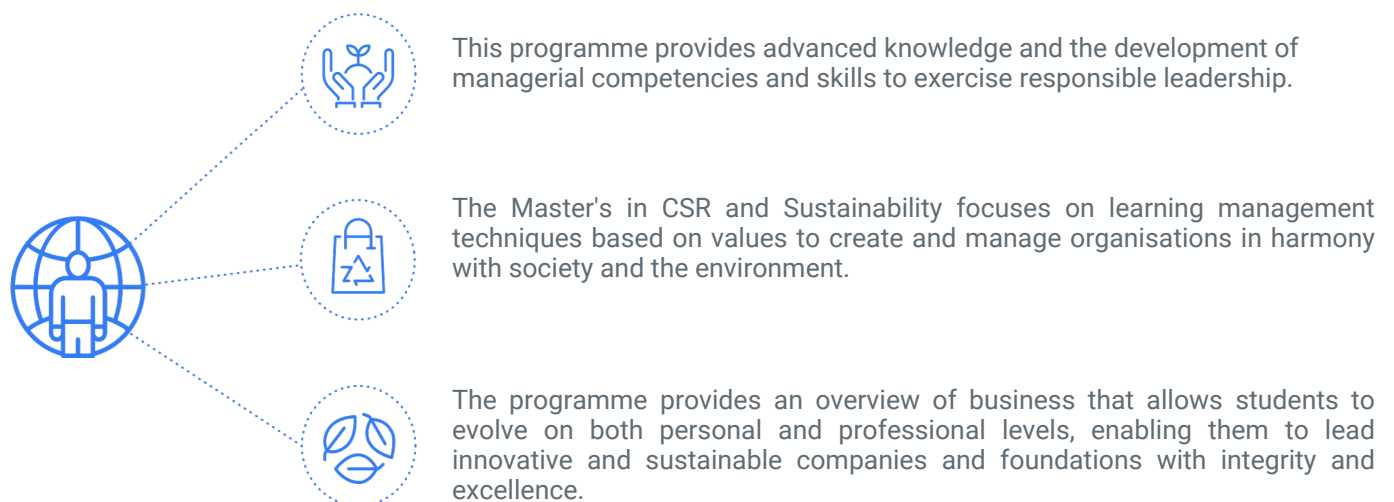 This programme provides advanced knowledge and the development of
managerial competencies and skills to exercise responsible leadership.
The Master's in CSR and Sustainability focuses on learning management
techniques based on values to create and manage organisations in harmony
with society and the environment.
The programme provides an overview of business that allows students to
evolve on both personal and professional levels, enabling them to lead
innovative and sustainable companies and foundations with integrity and
excellence.